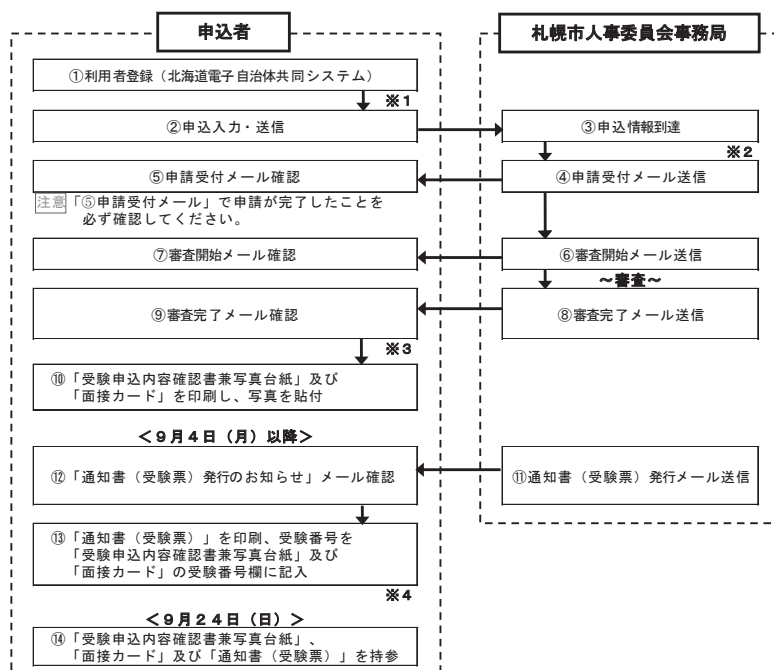 申込者
札幌市人事委員会事務局
①利用者登録（北海道電子自治体共同システム）
※１
②申込入力・送信
③申込情報到達
※２
⑤申請受付メール確認
④申請受付メール送信
注意「⑤申請受付メール」で申請が完了したことを
必ず確認してください。
⑦審査開始メール確認
⑥審査開始メール送信
～審査～
⑨審査完了メール確認
⑧審査完了メール送信
※３
⑩「受験申込内容確認書兼写真台紙」及び
「面接カード」を印刷し、写真を貼付
＜９月４日（月）以降＞
⑫「通知書（受験票）発行のお知らせ」メール確認
⑪通知書（受験票）発行メール送信
⑬「通知書（受験票）」を印刷、受験番号を
「受験申込内容確認書兼写真台紙」及び
「面接カード」の受験番号欄に記入
※４
＜９月２４日（日）＞
⑭「受験申込内容確認書兼写真台紙」、
「面接カード」及び「通知書（受験票）」を持参